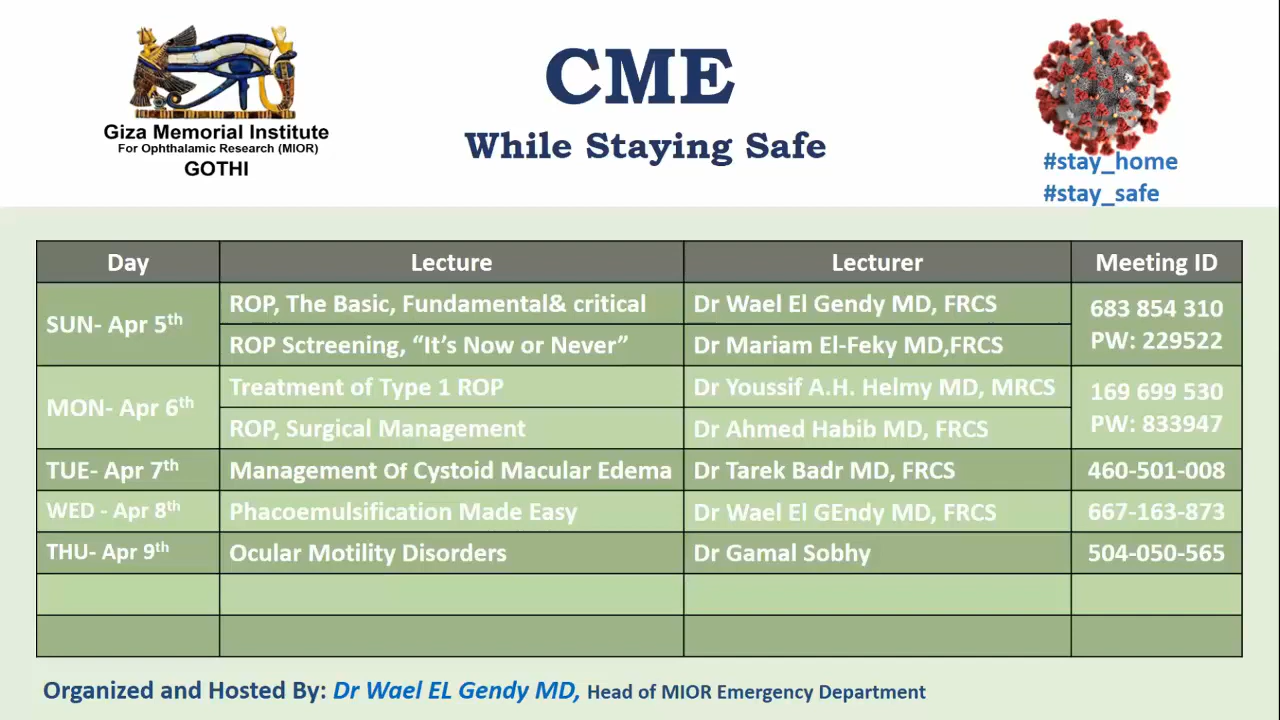 Giza Memorial Institute
For Ophthalamic Research (MIOR)
GOTHI
CME
While Staying Safe
#stay_home
#stay_safe
Day Lecture Lecturer Meeting ID
SUN- Apr 5th
ROP, The Basic, Fundamental& critical Dr Wael El Gendy MD, FRCS
ROP Sctreening, “It’s Now or Never” Dr Mariam El-Feky MD,FRCS
683 854 310
PW: 229522
MON- Apr 6th
Treatment of Type 1 ROP Dr Youssif A.H. Helmy MD, MRCS
ROP, Surgical Management Dr Ahmed Habib MD, FRCS
169 699 530
PW: 833947
TUE- Apr 7th Management Of Cystoid Macular Edema Dr Tarek Badr MD, FRCS 460-501-008
WED - Apr 8th Phacoemulsification Made Easy Dr Wael El GEndy MD, FRCS 667-163-873
THU- Apr 9th Ocular Motility Disorders Dr Gamal Sobhy 504-050-565
Organized and Hosted By: Dr Wael EL Gendy MD, Head of MIOR Emergency Department